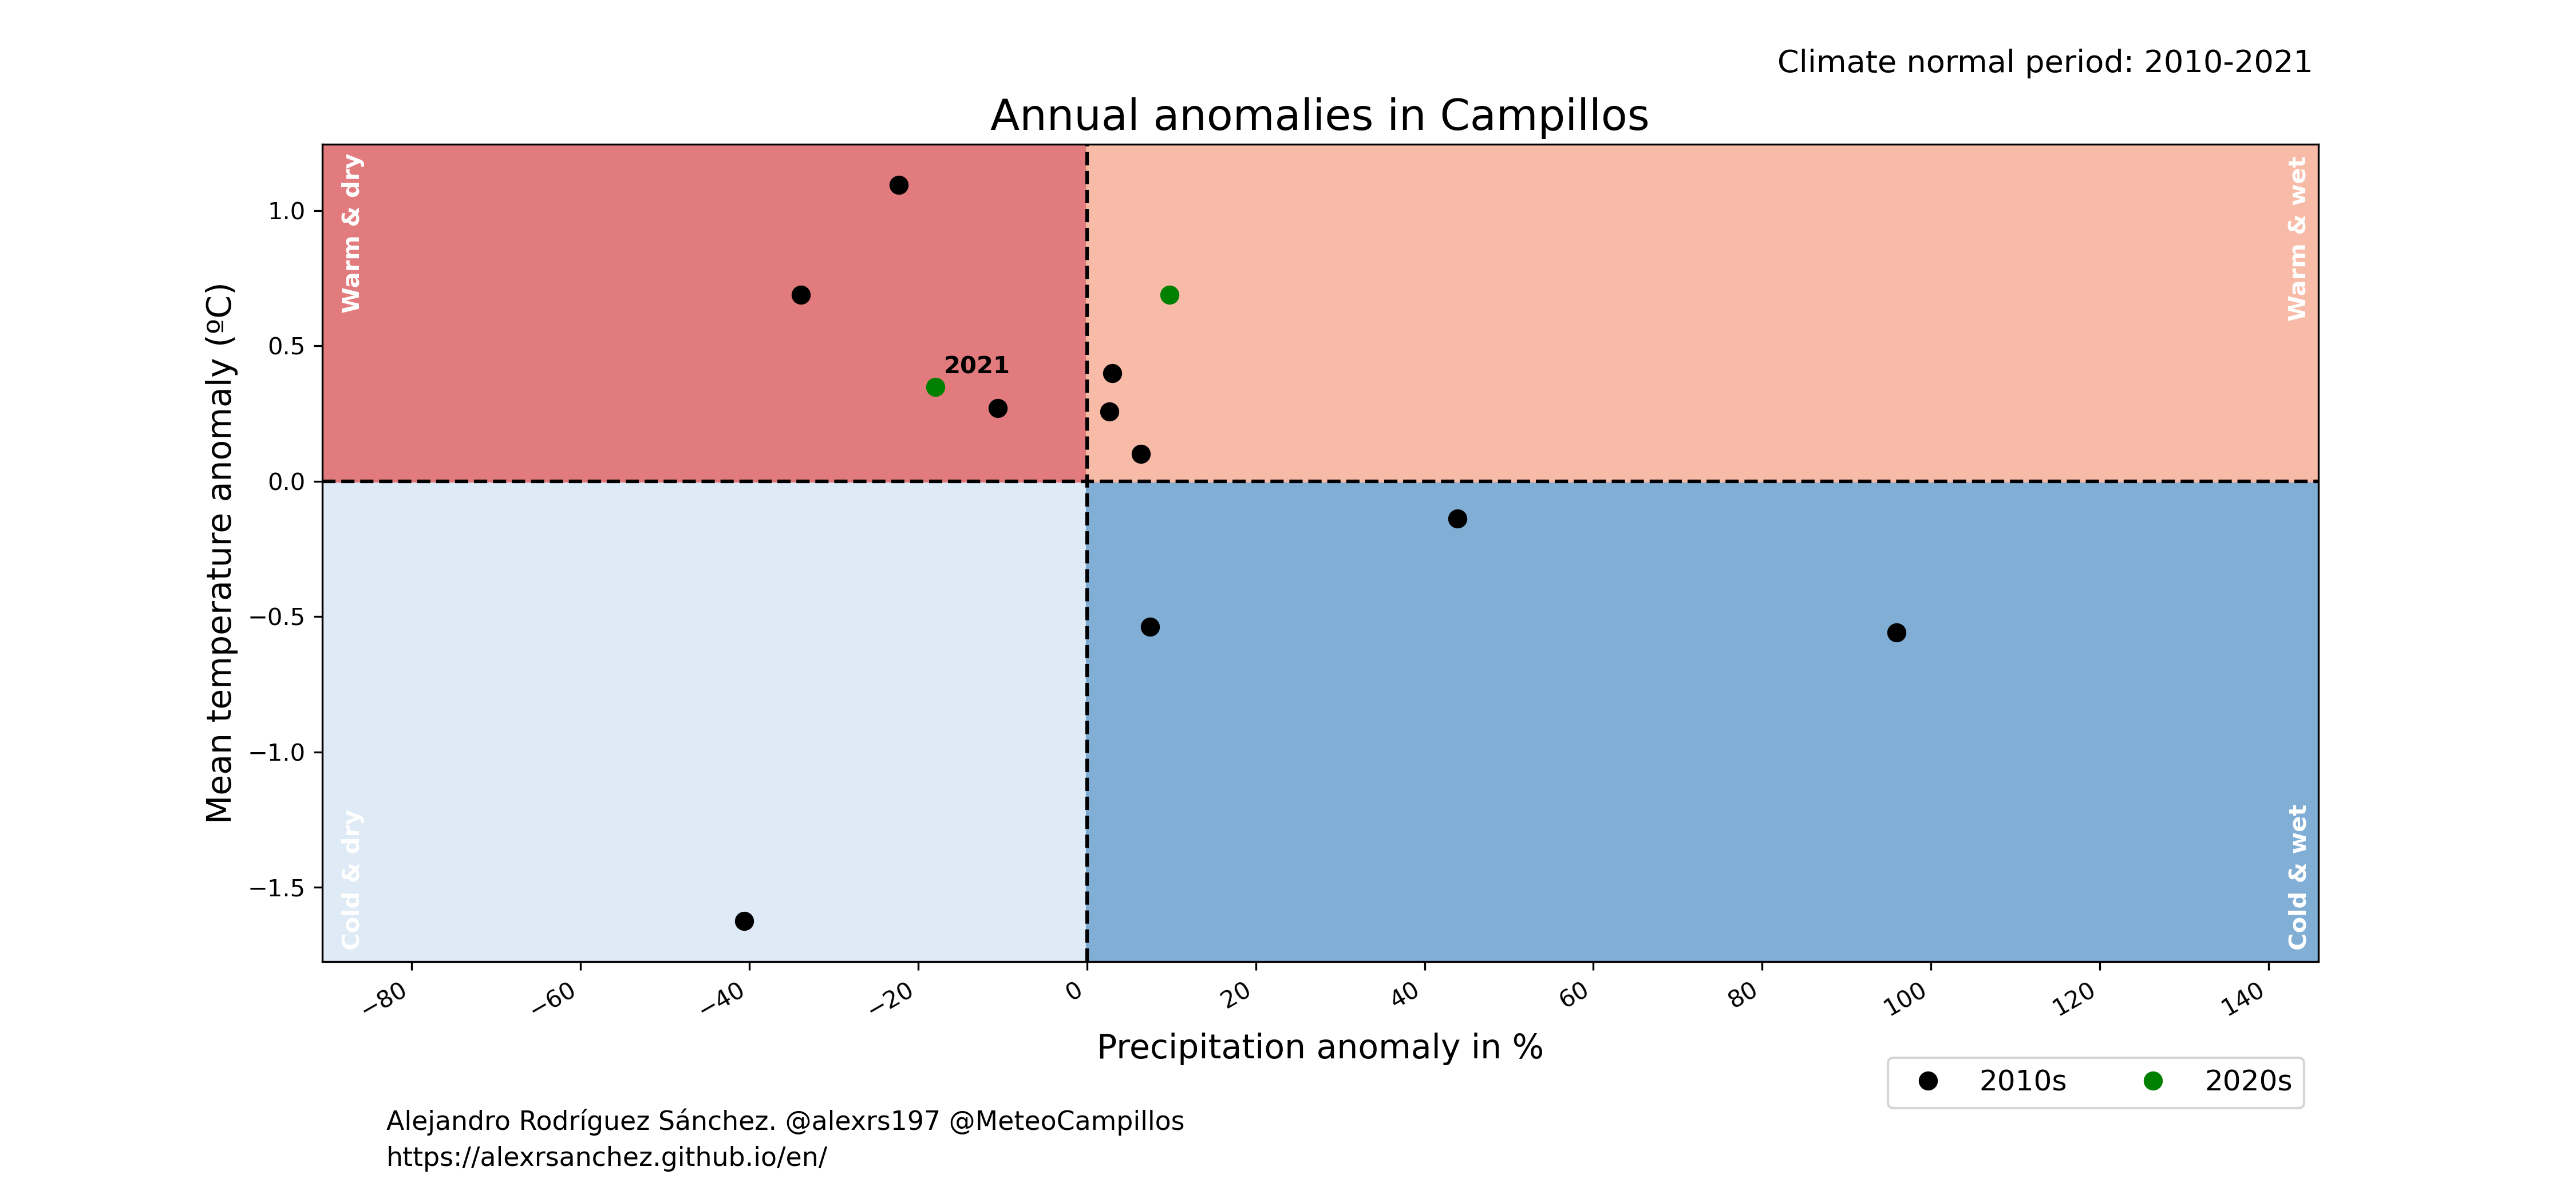 Climate normal period: 2010-2021
Annual anomalies in Campillos
Warm & dry
Warm & wet
Mean temperature anomaly (ºC)
1.0
0.5
0.0
−0.5
−1.0
−1.5
2021
Cold & dry
Cold & wet
−80 −60 −40 −20 0 20 40 60 80 100 120 140
Precipitation anomaly in %
2010s 2020s
Alejandro Rodríguez Sánchez. @alexrs197 @MeteoCampillos
https://alexrsanchez.github.io/en/